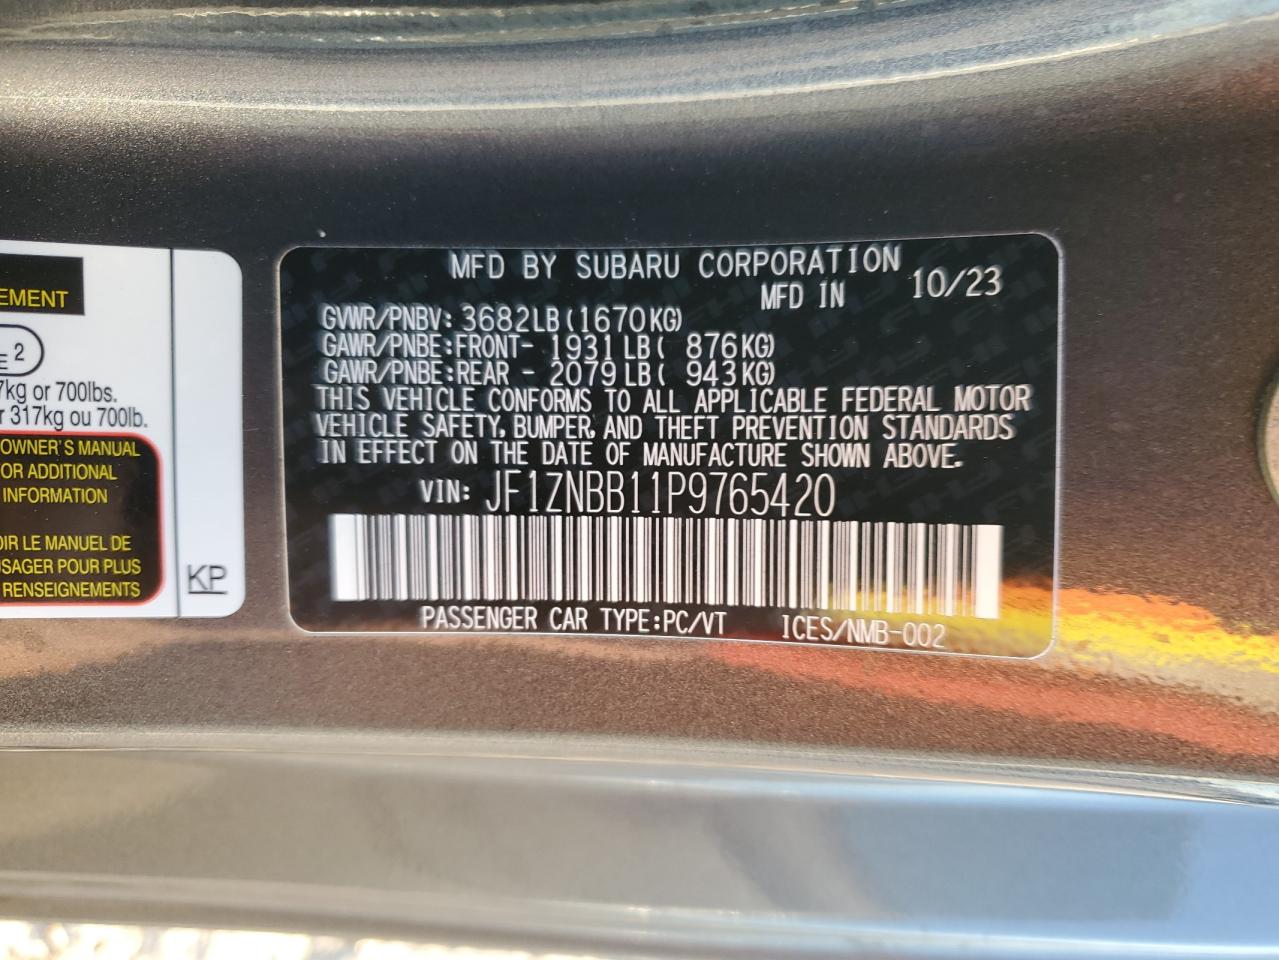 EMENT
E 2
7kg or 700lbs.
r 317kg ou 700lb.
OWNER'S MANUAL
OR ADDITIONAL
INFORMATION
OIR LE MANUEL DE
SAGER POUR PLUS
RENSEIGNEMENTS
KP
MFD BY SUBARU CORPORATION
MFD IN 10/23
GVWR/PNBV: 3682LB(1670KG)
GAWR/PNBE:FRONT- 1931LB( 876KG)
GAWR/PNBE:REAR - 2079LB( 943KG)
THIS VEHICLE CONFORMS TO ALL APPLICABLE FEDERAL MOTOR
VEHICLE SAFETY, BUMPER, AND THEFT PREVENTION STANDARDS
IN EFFECT ON THE DATE OF MANUFACTURE SHOWN ABOVE.
VIN: JF1ZNBB11P9765420
PASSENGER CAR TYPE:PC/VT ICES/NMB-002